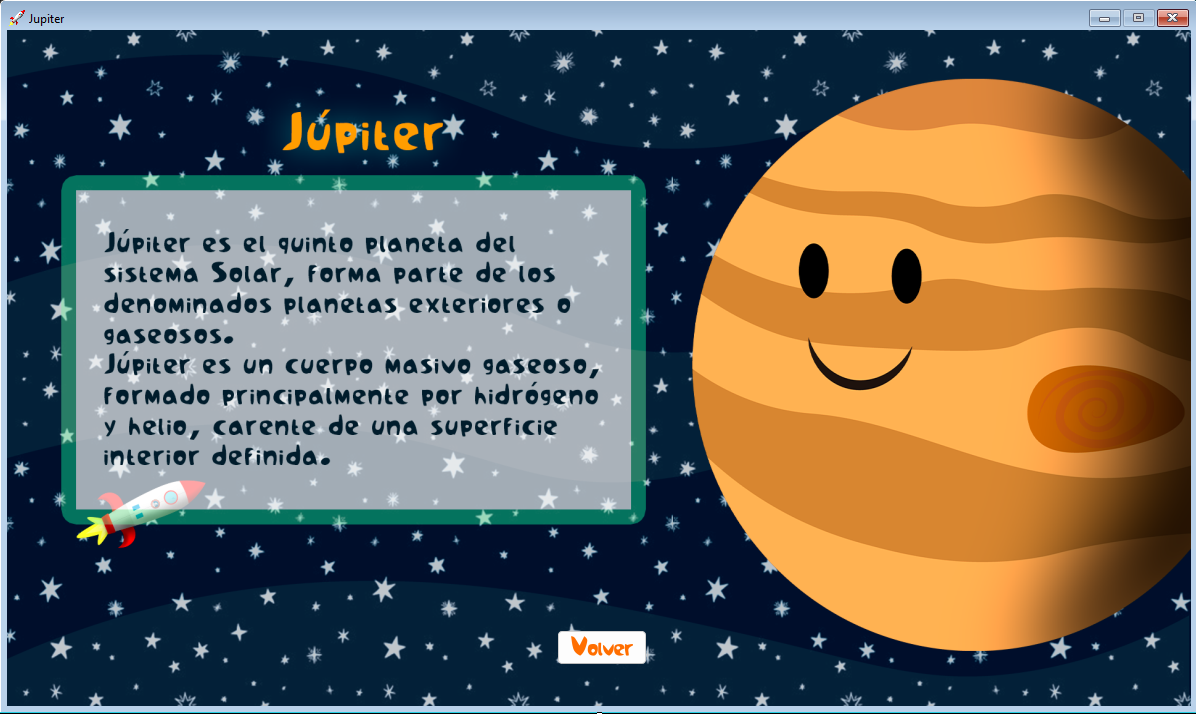 Jupiter
Júpiter
Júpiter es el quinto planeta del
sistema Solar, forma parte de los
denominados planetas exteriores o
gaseosos.
Júpiter es un cuerpo masivo gaseoso,
formado principalmente por hidrógeno
y helio, carente de una superficie
interior definida.
Volver